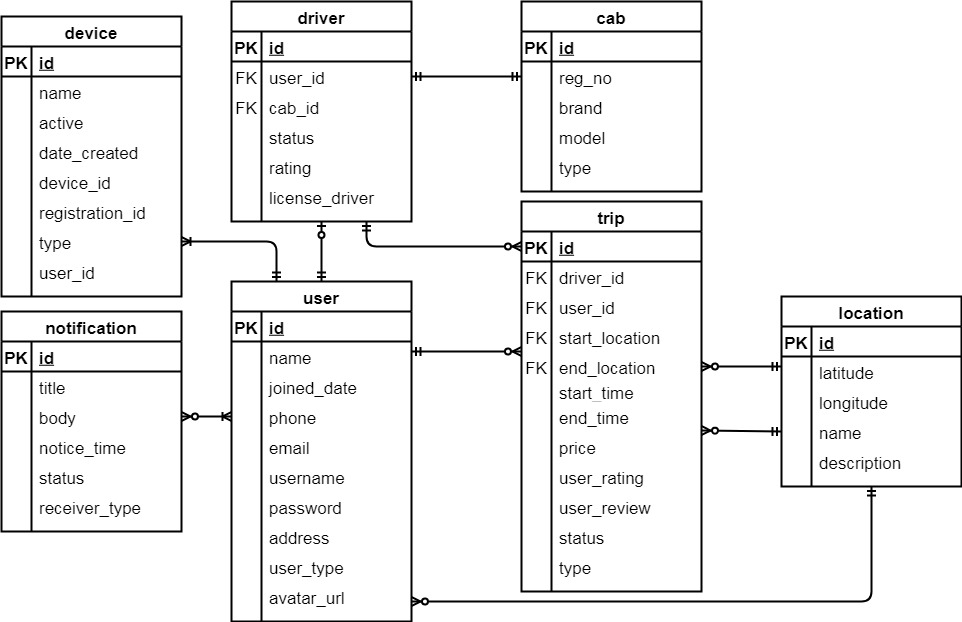 device
PK id
name
active
date_created
device_id
registration_id
type
user_id
driver
PK id
FK user_id
FK cab_id
status
rating
license_driver
cab
PK id
reg_no
brand
model
type
notification
PK id
title
body
notice_time
status
receiver_type
user
PK id
name
joined_date
phone
email
username
password
address
user_type
avatar_url
trip
PK id
FK driver_id
FK user_id
FK start_location
FK end_location
start_time
end_time
price
user_rating
user_review
status
type
location
PK id
latitude
longitude
name
description